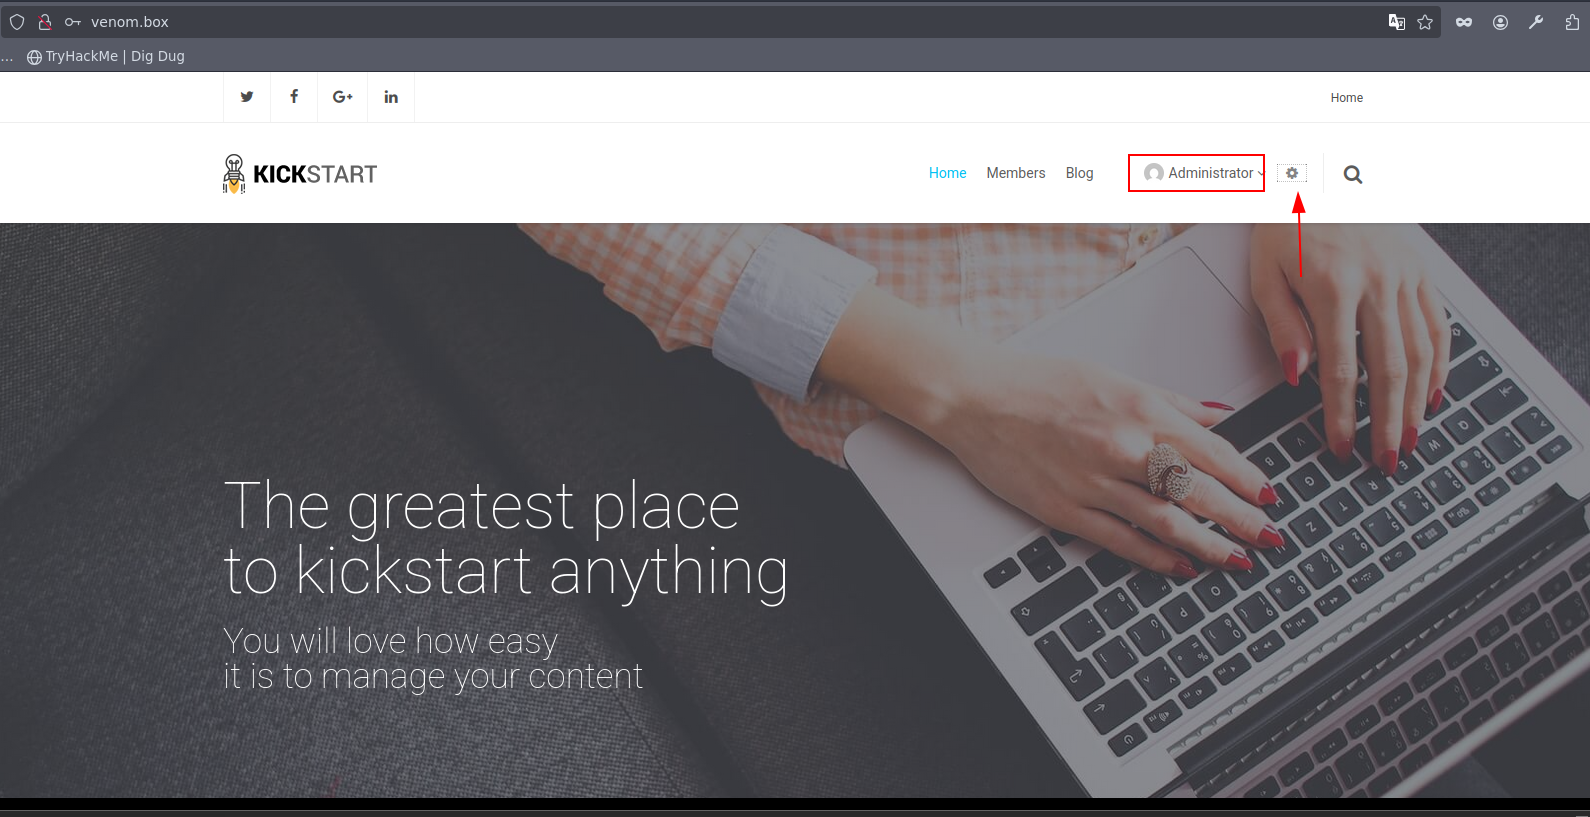 venom.box
... TryHackMe | Dig Dug
G+ in Home
KICKSTART
Home Members Blog Administrator
The greatest place
to kickstart anything
You will love how easy
it is to manage your content